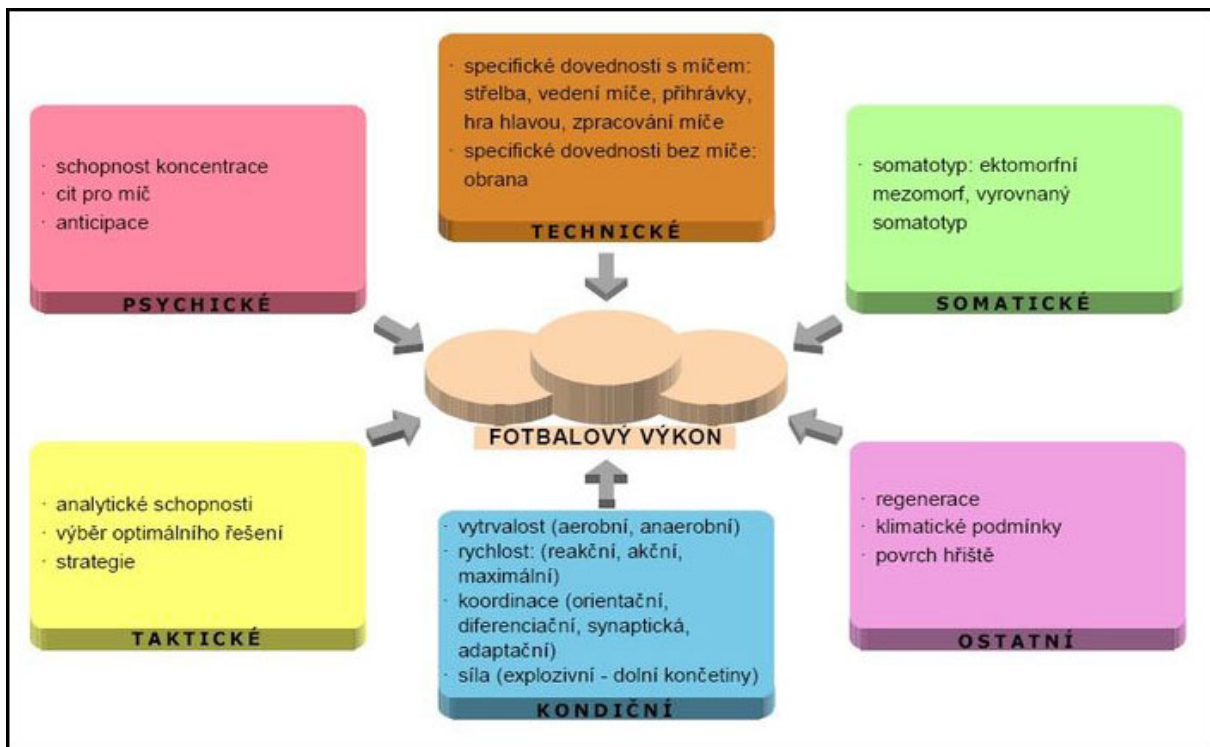 · specifické dovednosti s míčem:
střelba, vedení míče, přihrávky,
hra hlavou, zpracování míče
· specifické dovednosti bez míče:
obrana
TECHNICKÉ
· schopnost koncentrace
· cit pro míč
· anticipace
PSYCHICKÉ
· somatotyp: ektomorfní
mezomorf, vyrovnaný
somatotyp
SOMATICKÉ
FOTBALOVÝ VÝKON
· analytické schopnosti
· výběr optimálního řešení
· strategie
TAKTICKÉ
· vytrvalost (aerobní, anaerobní)
· rychlost: (reakční, akční,
maximální)
· koordinace (orientační,
diferenciační, synaptická,
adaptační)
· síla (explozivní - dolní končetiny)
KONDIČNÍ
· regenerace
· klimatické podmínky
· povrch hřiště
OSTATNÍ